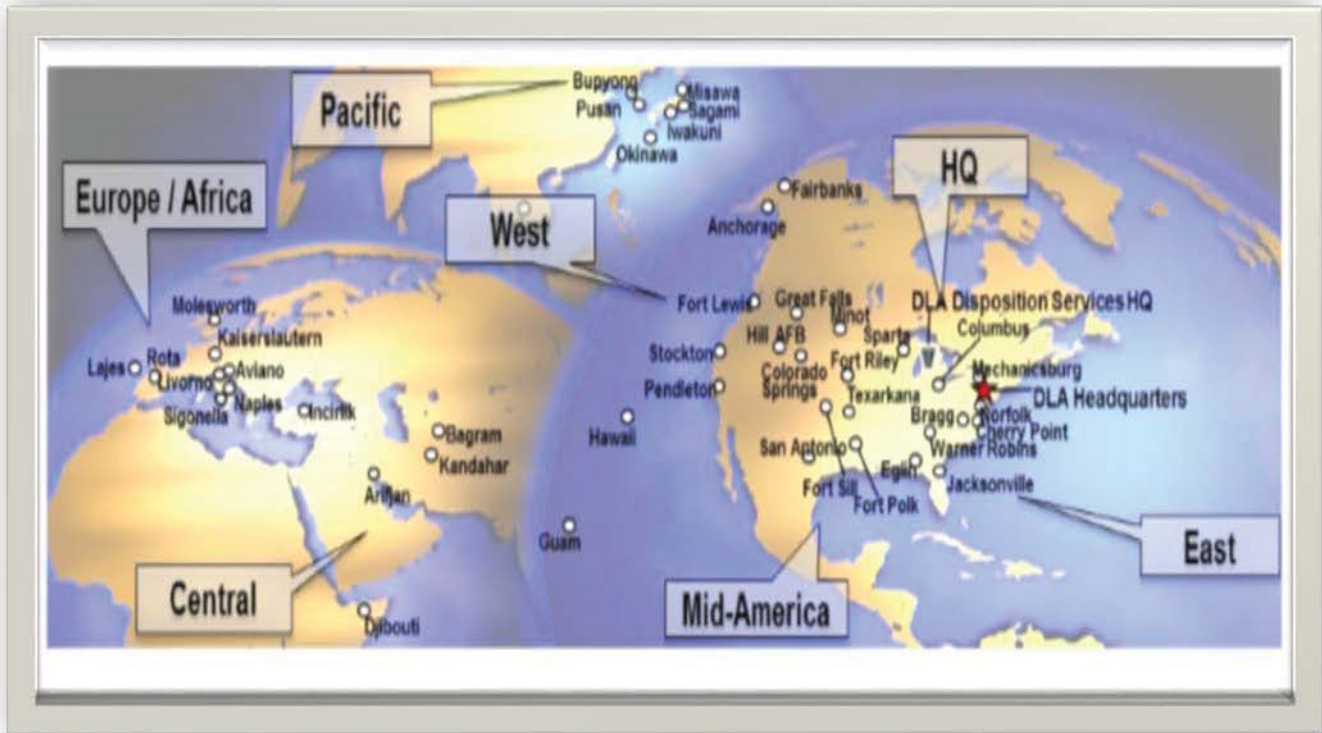 Pacific
Bupyong
Pusan
Misawa
Sagami
Iwakuni
Okinawa
Europe / Africa
West
HQ
Fairbanks
Anchorage
Molesworth
Kaiserslautern
Lajes
Rota
Livorno
Aviano
Sigonella
Naples
Incirlik
Bagram
Kandahar
Arifjan
Central
Djibouti
Hawaii
Guam
Fort Lewis
Great Falls
Minot
DLA Disposition Services HQ
Columbus
Sparta
Hill AFB
Stockton
Colorado
Springs
Fort Riley
Mechanicsburg
Pendleton
Texarkana
DLA Headquarters
Bragg
Norfolk
Cherry Point
San Antonio
Warner Robins
Eglin
Fort Sill
Fort Polk
Jacksonville
East
Mid-America